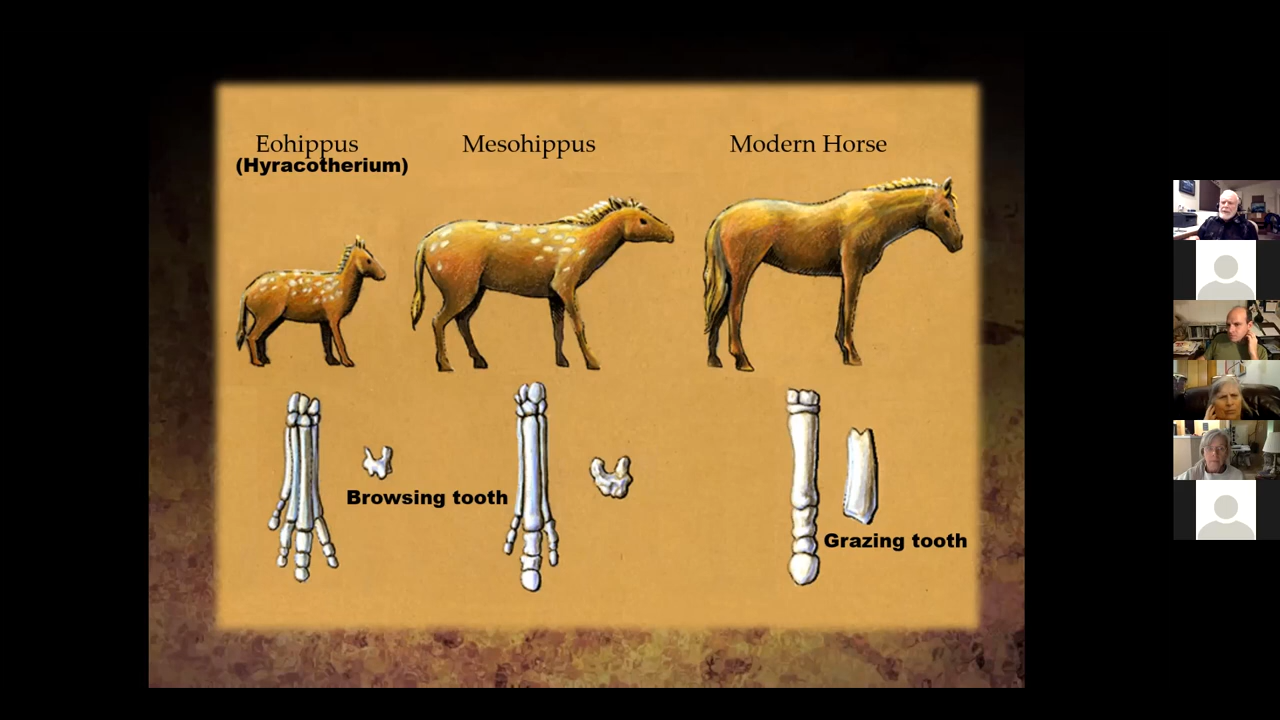 Eohippus
(Hyracotherium)
Mesohippus
Modern Horse
Browsing tooth
Grazing tooth